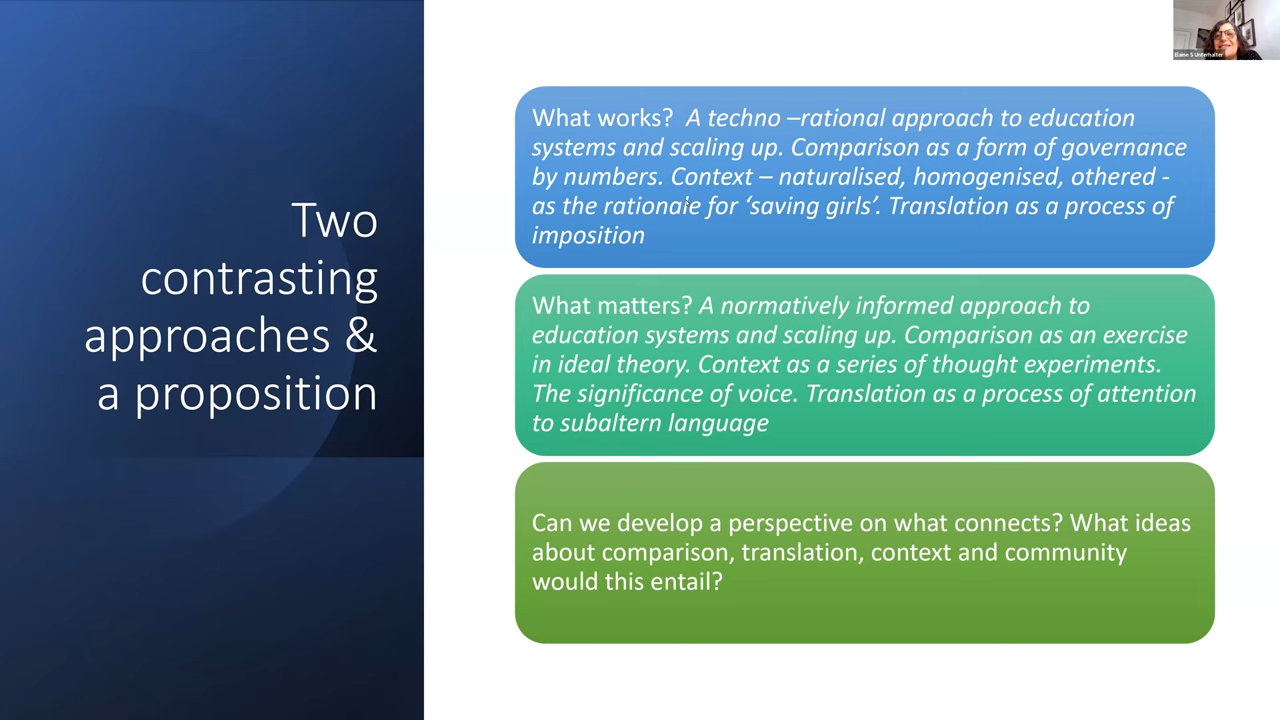 Two
contrasting
approaches &
a proposition
What works? A techno –rational approach to education
systems and scaling up. Comparison as a form of governance
by numbers. Context – naturalised, homogenised, othered -
as the rationale for ‘saving girls’. Translation as a process of
imposition
What matters? A normatively informed approach to
education systems and scaling up. Comparison as an exercise
in ideal theory. Context as a series of thought experiments.
The significance of voice. Translation as a process of attention
to subaltern language
Can we develop a perspective on what connects? What ideas
about comparison, translation, context and community
would this entail?
Elaine S Unterhalter